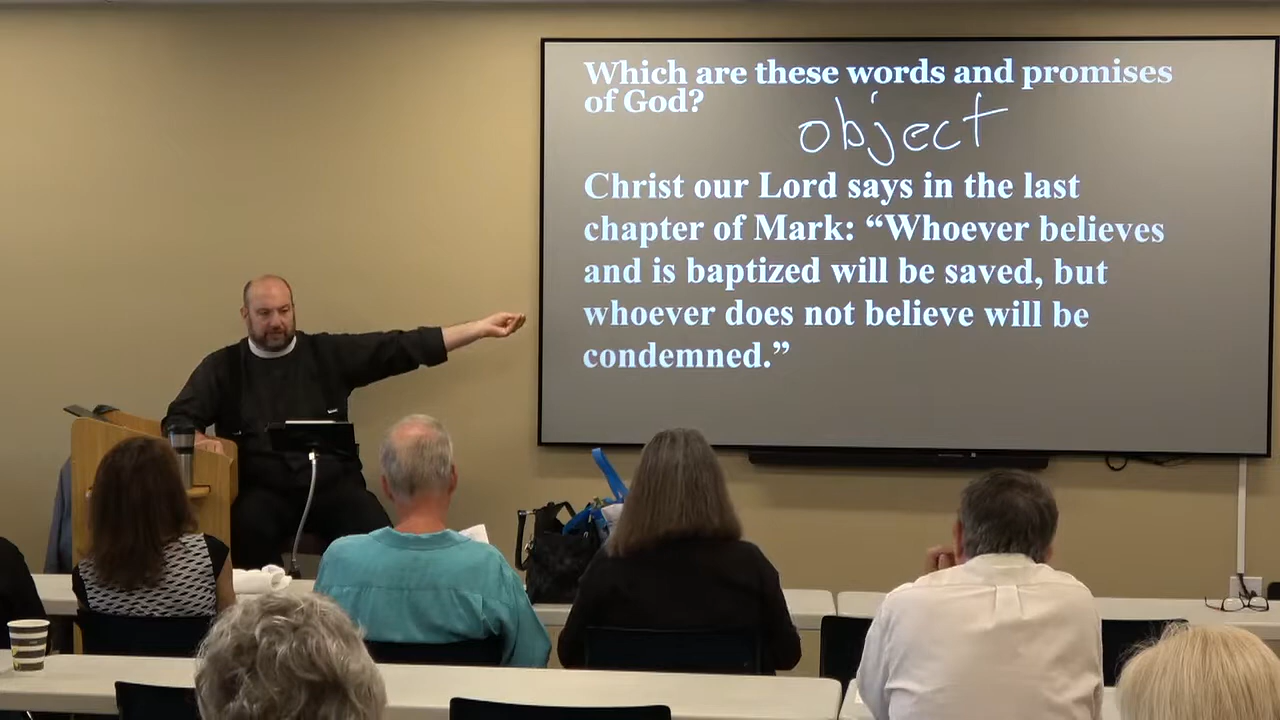 Which are these words and promises
of God?
object
Christ our Lord says in the last
chapter of Mark: “Whoever believes
and is baptized will be saved, but
whoever does not believe will be
condemned.”